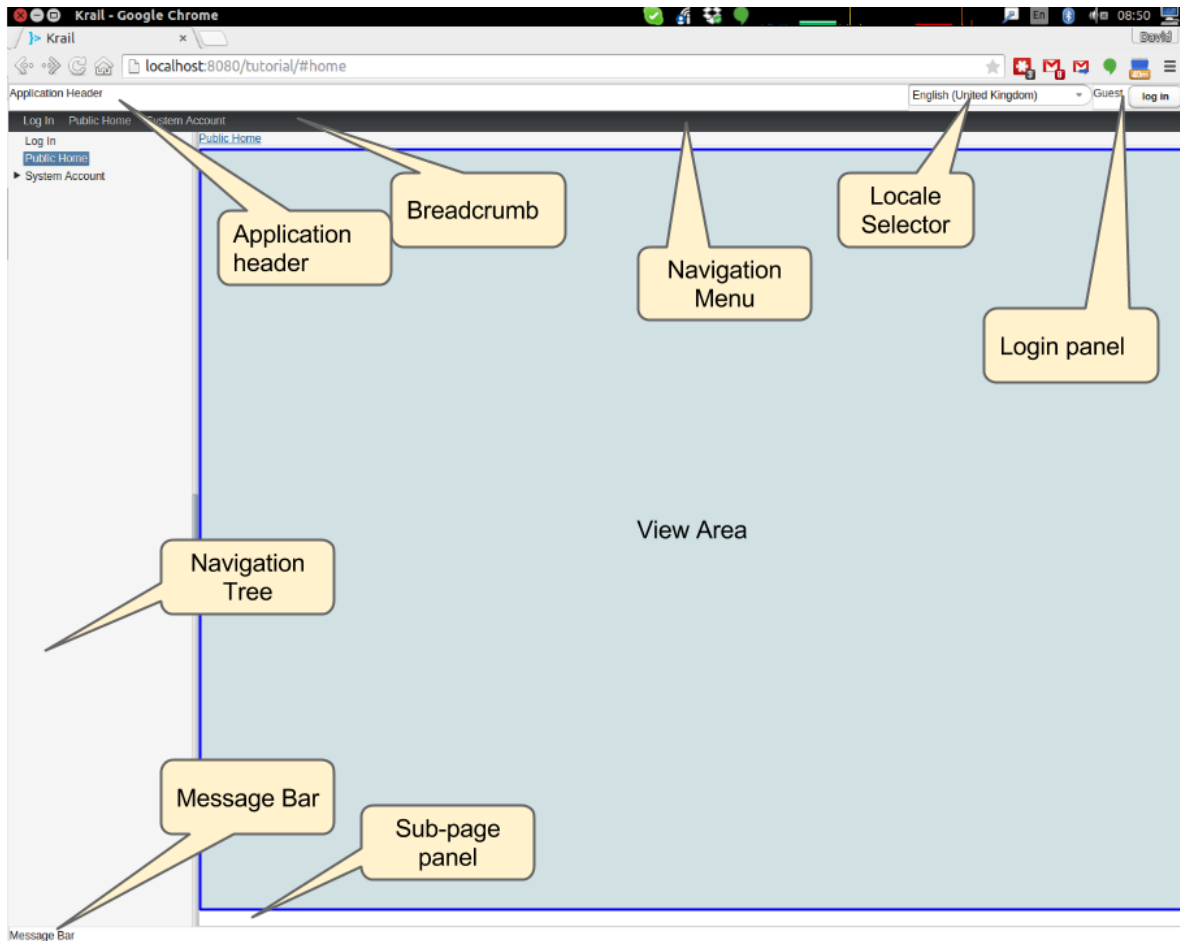 Krail - Google Chrome
En
08:50
Krail
David
localhost:8080/tutorial/#home
Application Header
English (United Kingdom)
Guest
log in
Log In Public Home System Account
Log In
Public Home
System Account
Public Home
Application
header
Breadcrumb
Navigation
Menu
Locale
Selector
Login panel
View Area
Navigation
Tree
Message Bar
Sub-page
panel
Message Bar